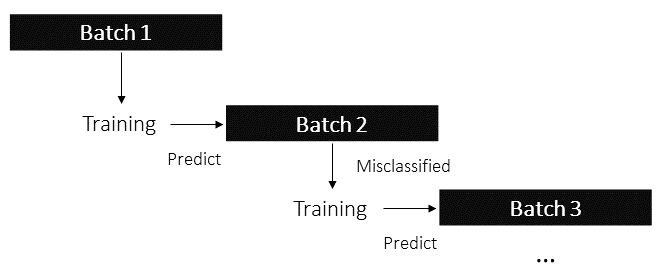 Batch 1
Training
Batch 2
Predict
Misclassified
Training
Batch 3
Predict
...